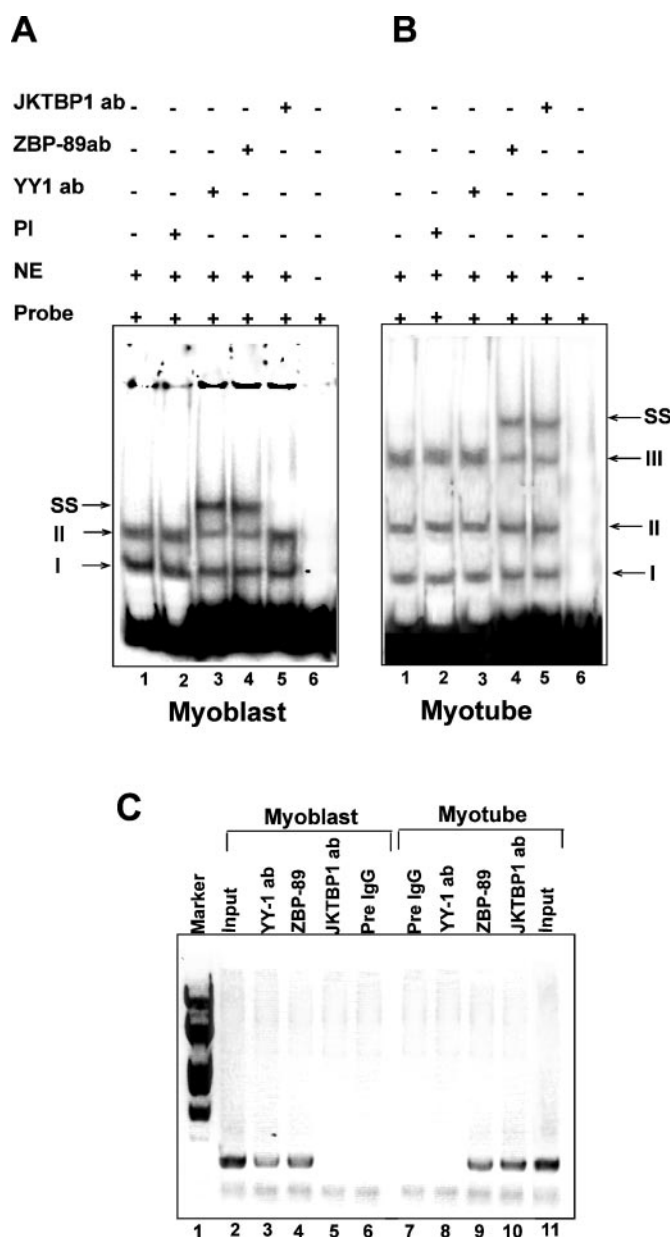 A B
JKTBP1 ab - - - - + - - - - - + -
ZBP-89ab - - - + - - - - - + - -
YY1 ab - - + - - - - - + - - -
PI - + - - - - - + - - - -
NE + + + + + - + + + + + -
Probe + + + + + + + + + + + +
SS
III
SS
II
II
I
I
1 2 3 4 5 6 1 2 3 4 5 6
Myoblast Myotube
C
Myoblast Myotube
Marker Input YY-1 ab ZBP-89 JKTBP1 ab Pre IgG Pre IgG YY-1 ab ZBP-89 JKTBP1 ab Input
1 2 3 4 5 6 7 8 9 10 11